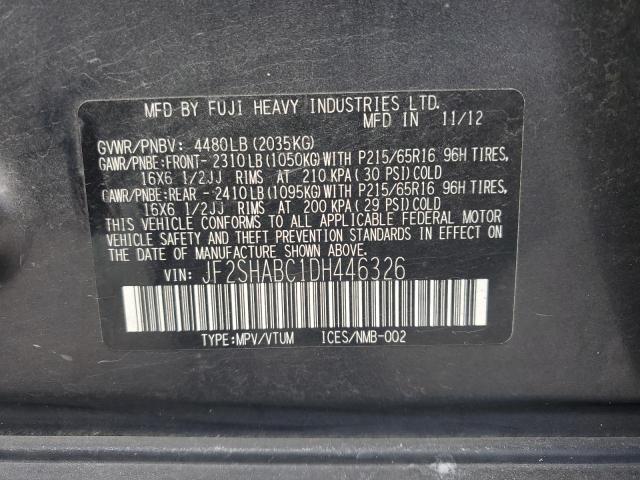 MFD BY FUJI HEAVY INDUSTRIES LTD.
MFD IN 11/12
GVWR/PNBV: 4480LB (2035KG)
GAWR/PNBE:FRONT- 2310LB (1050KG)WITH P215/65R16 96H TIRES,
16X6 1/2JJ RIMS AT 210 KPA ( 30 PSI) COLD
GAWR/PNBE:REAR -2410LB (1095KG)WITH P215/65R16 96H TIRES,
16X6 1/2JJ RIMS AT 200 KPA ( 29 PSI) COLD
THIS VEHICLE CONFORMS TO ALL APPLICABLE FEDERAL MOTOR
VEHICLE SAFETY AND THEFT PREVENTION STANDARDS IN EFFECT ON
THE DATE OF MANUFACTURE SHOWN ABOVE.
VIN: JF2SHABC1DH446326
TYPE:MPV/VTUM ICES/NMB-002